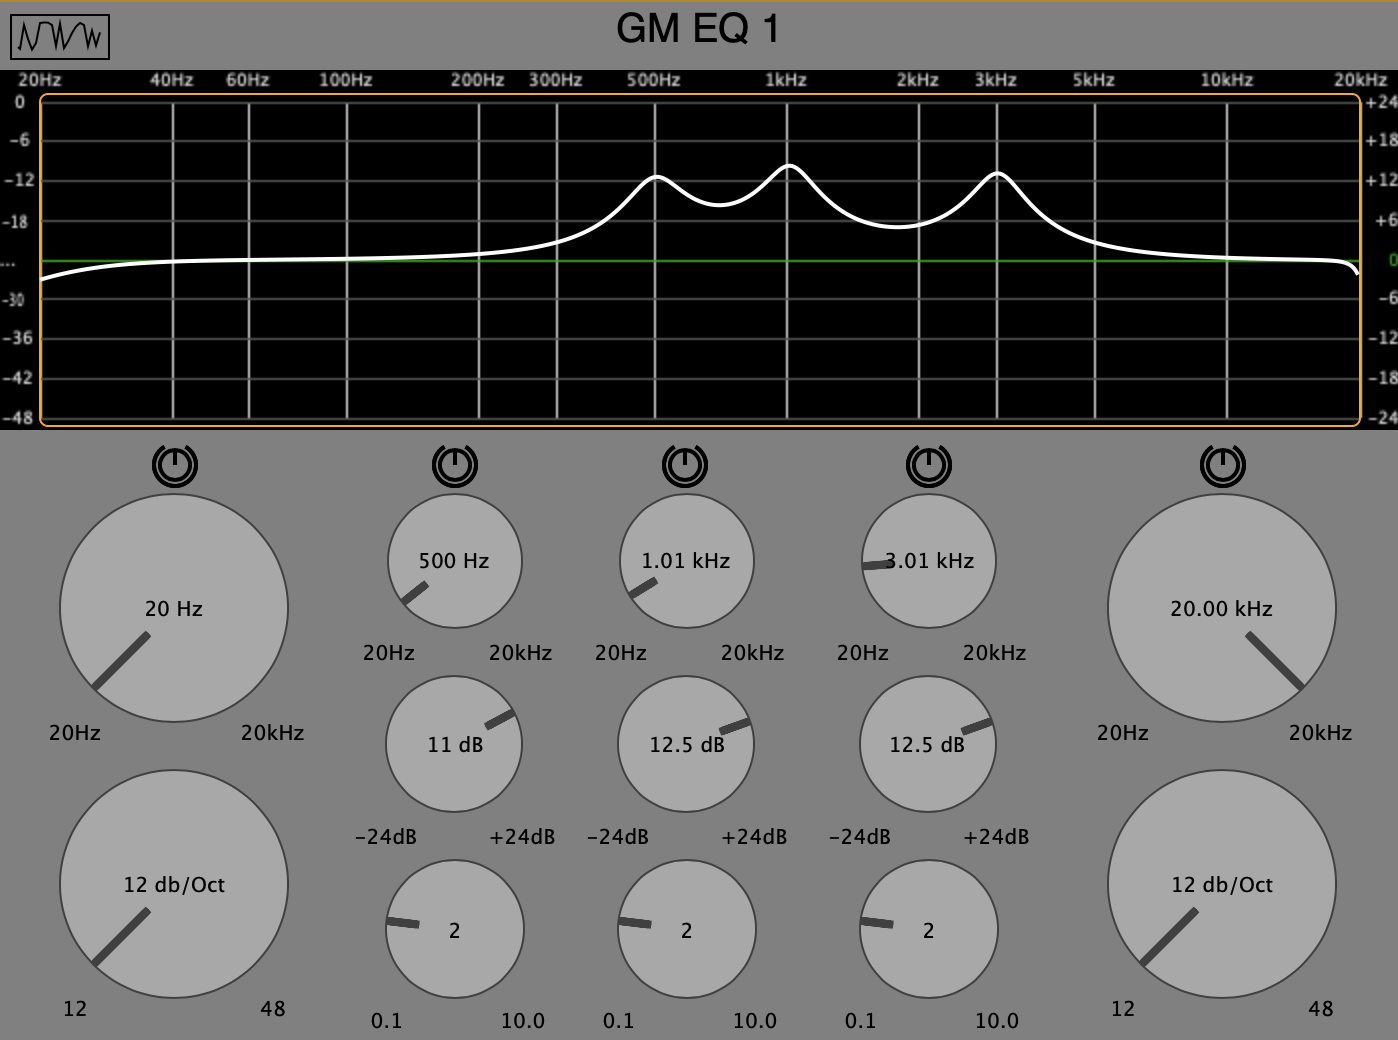 GM EQ 1
20Hz 40Hz 60Hz 100Hz 200Hz 300Hz 500Hz 1kHz 2kHz 3kHz 5kHz 10kHz 20kHz
0 +24
-6 +18
-12 +12
-18 +6
... 0
-30 -6
-36 -12
-42 -18
-48 -24
500 Hz 1.01 kHz 3.01 kHz
20 Hz 20.00 kHz
20Hz 20kHz 20Hz 20kHz 20Hz 20kHz
20Hz 20kHz 20Hz 20kHz
11 dB 12.5 dB 12.5 dB
-24dB +24dB -24dB +24dB -24dB +24dB
12 db/Oct 12 db/Oct
2 2 2
12 48 12 48
0.1 10.0 0.1 10.0 0.1 10.0